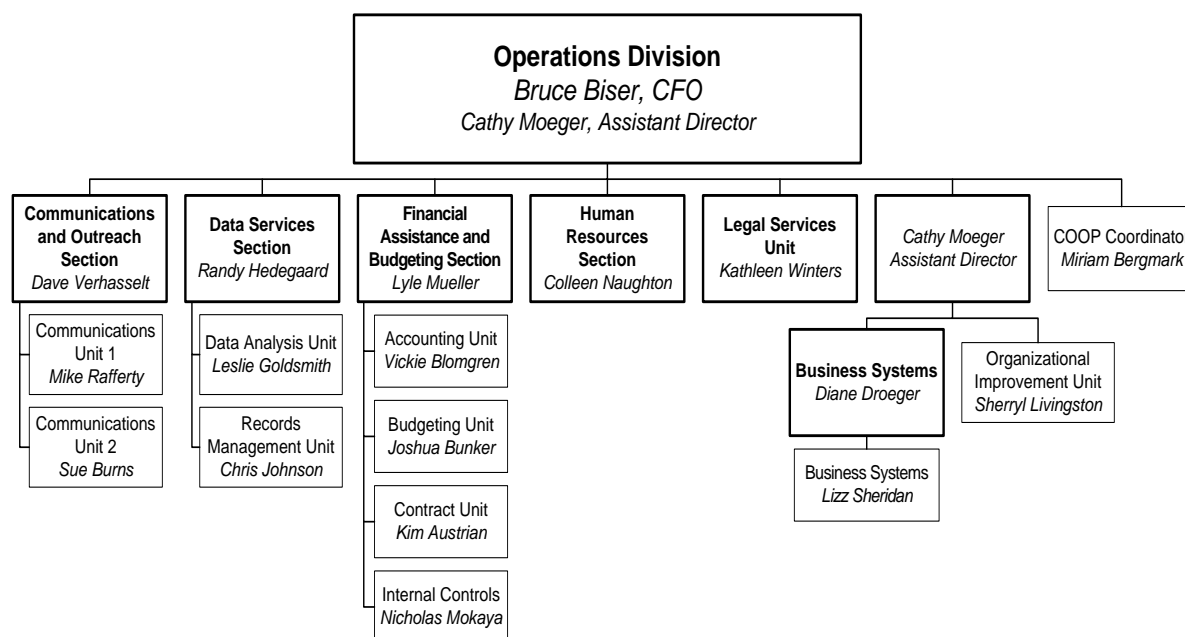 Operations Division
Bruce Biser, CFO
Cathy Moeger, Assistant Director
Communications
and Outreach
Section
Dave Verhasselt
Data Services
Section
Randy Hedegaard
Financial
Assistance and
Budgeting Section
Lyle Mueller
Human
Resources
Section
Colleen Naughton
Legal Services
Unit
Kathleen Winters
Cathy Moeger
Assistant Director
COOP Coordinator
Miriam Bergmark
Communications
Unit 1
Mike Rafferty
Communications
Unit 2
Sue Burns
Data Analysis Unit
Leslie Goldsmith
Records
Management Unit
Chris Johnson
Accounting Unit
Vickie Blomgren
Budgeting Unit
Joshua Bunker
Contract Unit
Kim Austrian
Internal Controls
Nicholas Mokaya
Business Systems
Diane Droeger
Business Systems
Lizz Sheridan
Organizational
Improvement Unit
Sherryl Livingston